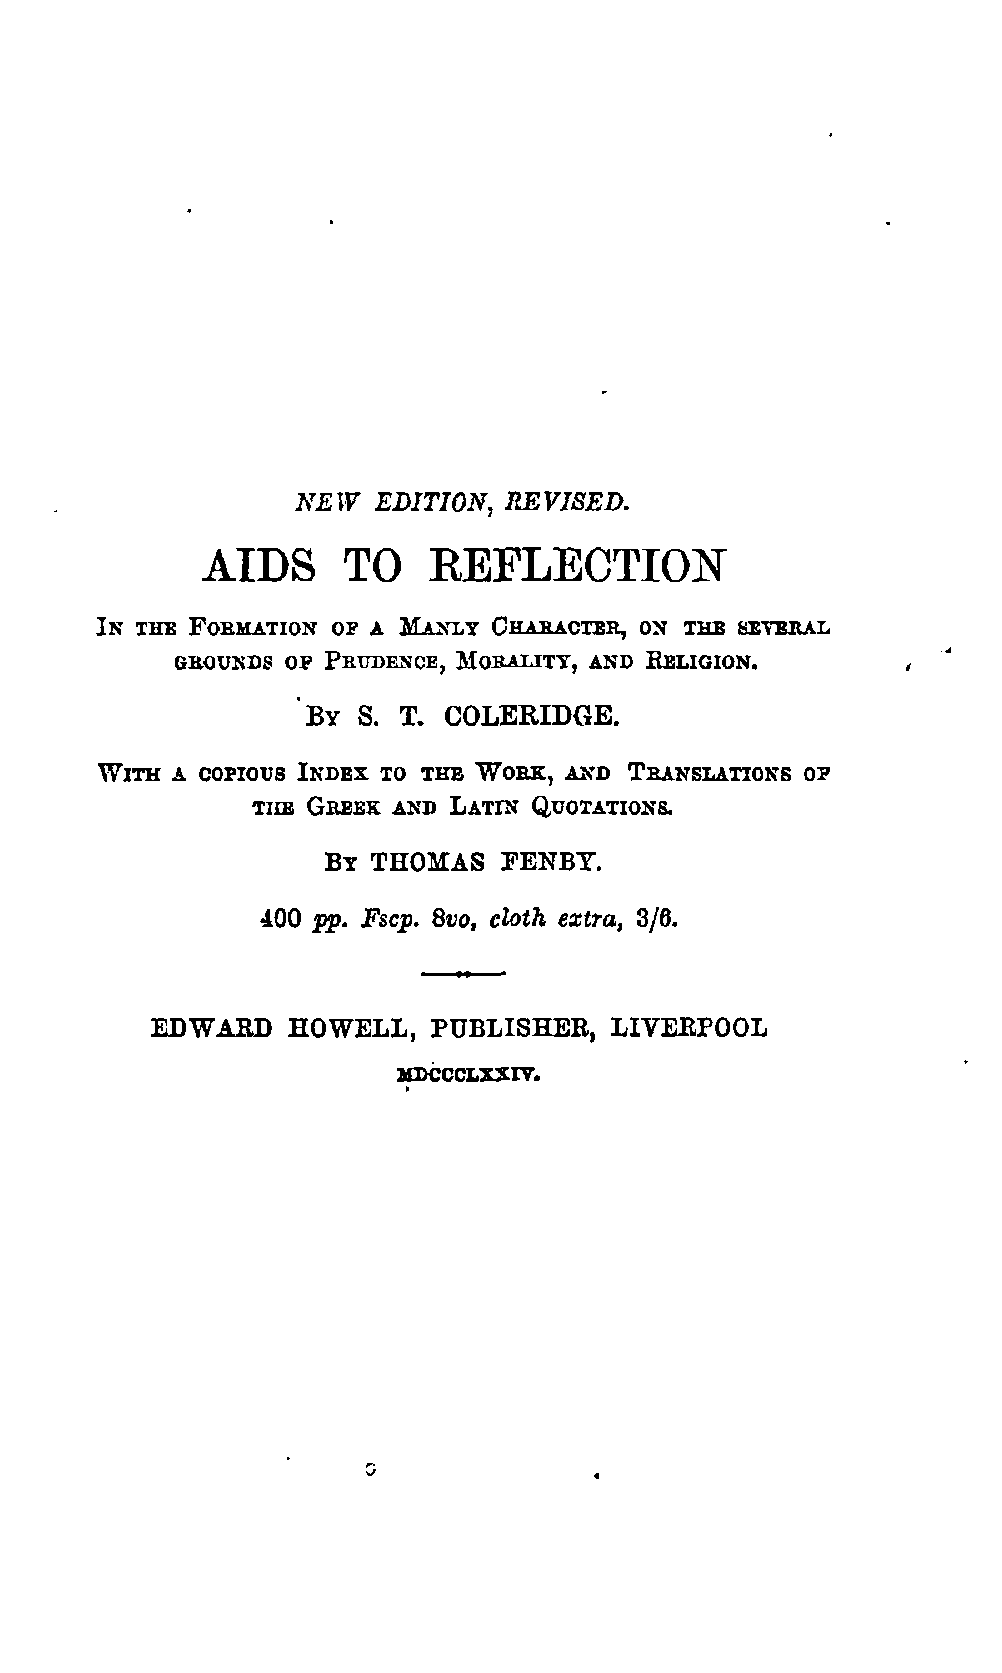 NEW EDITION, REVISED.
AIDS TO REFLECTION
IN THE FORMATION OF A MANLY CHARACTER, ON THE SEVERAL
GROUNDS OF PRUDENCE, MORALITY, AND RELIGION.
BY S. T. COLERIDGE.
WITH A COPIOUS INDEX TO THE WORK, AND TRANSLATIONS OF
THE GREEK AND LATIN QUOTATIONS.
BY THOMAS FENBY.
400 pp. Fscp. 8vo, cloth extra, 3/6.
EDWARD HOWELL, PUBLISHER, LIVERPOOL
MDCCCLXXIV.